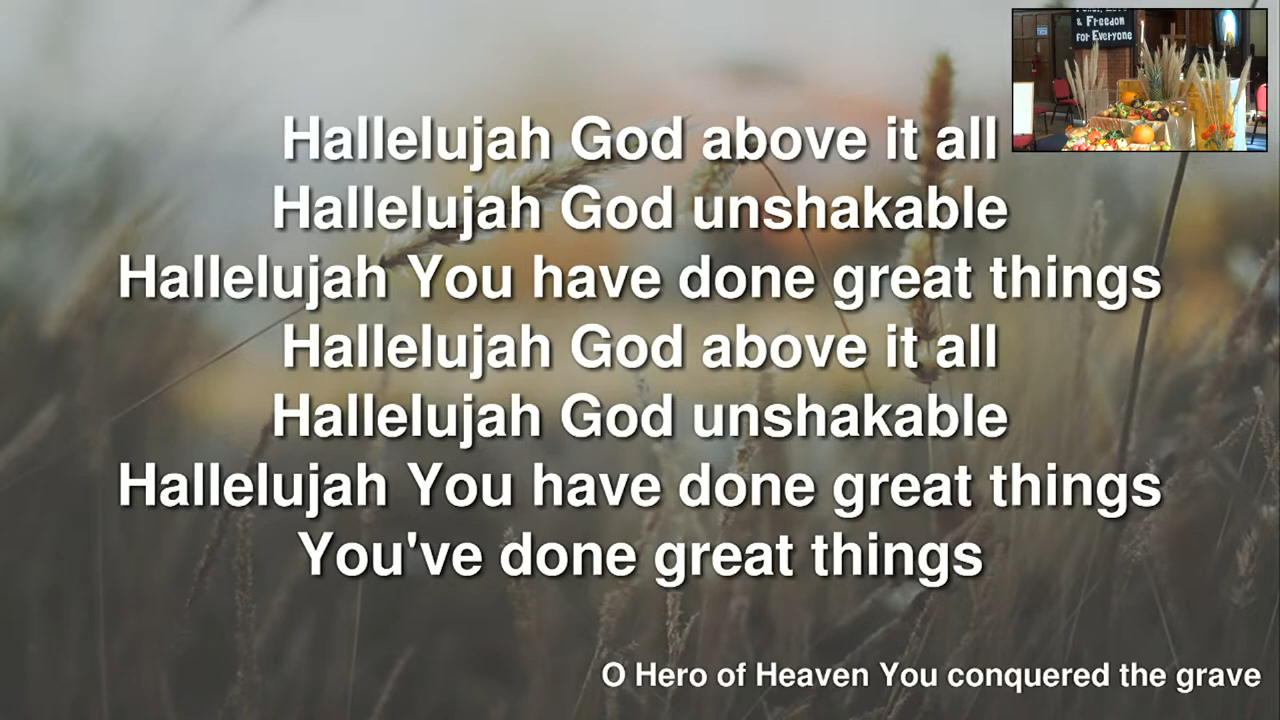 Hallelujah God above it all
Hallelujah God unshakable
Hallelujah You have done great things
Hallelujah God above it all
Hallelujah God unshakable
Hallelujah You have done great things
You've done great things
O Hero of Heaven You conquered the grave
& Freedom
for Everyone